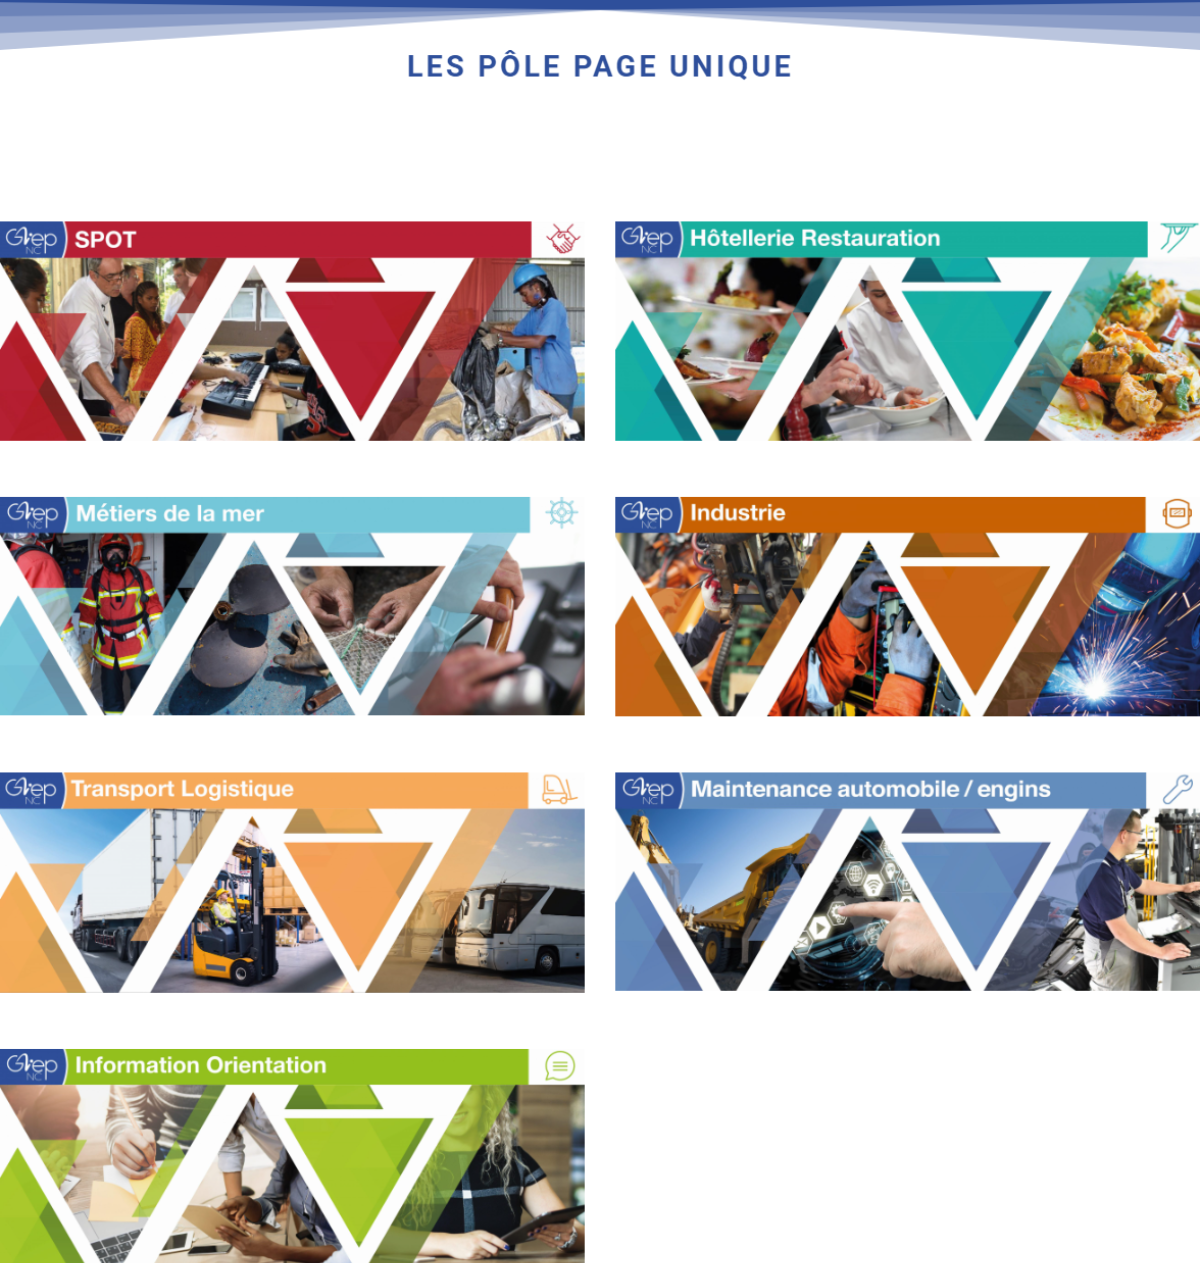 LES PÔLE PAGE UNIQUE
Grep NC SPOT
Grep NC Hôtellerie Restauration
Grep NC Métiers de la mer
Grep NC Industrie
Grep NC Transport Logistique
Grep NC Maintenance automobile / engins
Grep NC Information Orientation